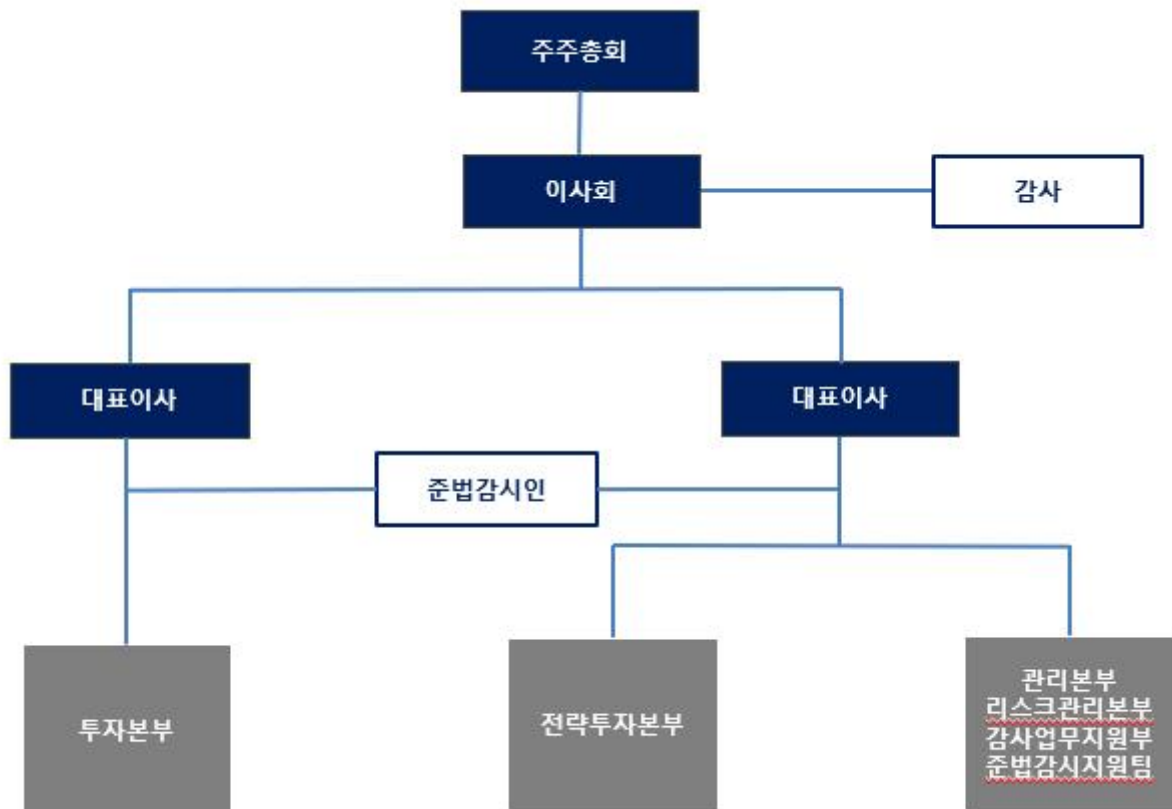 주주총회
이사회
감사
대표이사
대표이사
준법감시인
투자본부
전략투자본부
관리본부
리스크관리본부
감사업무지원부
준법감시지원팀